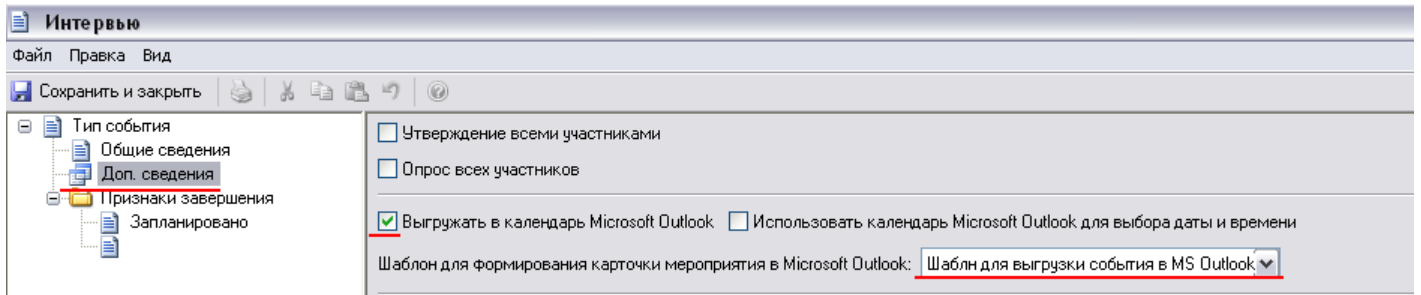 Интервью
Файл Правка Вид
Сохранить и закрыть
Тип события
Общие сведения
Доп. сведения
Признаки завершения
Запланировано
Утверждение всеми участниками
Опрос всех участников
Выгружать в календарь Microsoft Outlook Использовать календарь Microsoft Outlook для выбора даты и времени
Шаблон для формирования карточки мероприятия в Microsoft Outlook: Шаблн для выгрузки события в MS Outlook